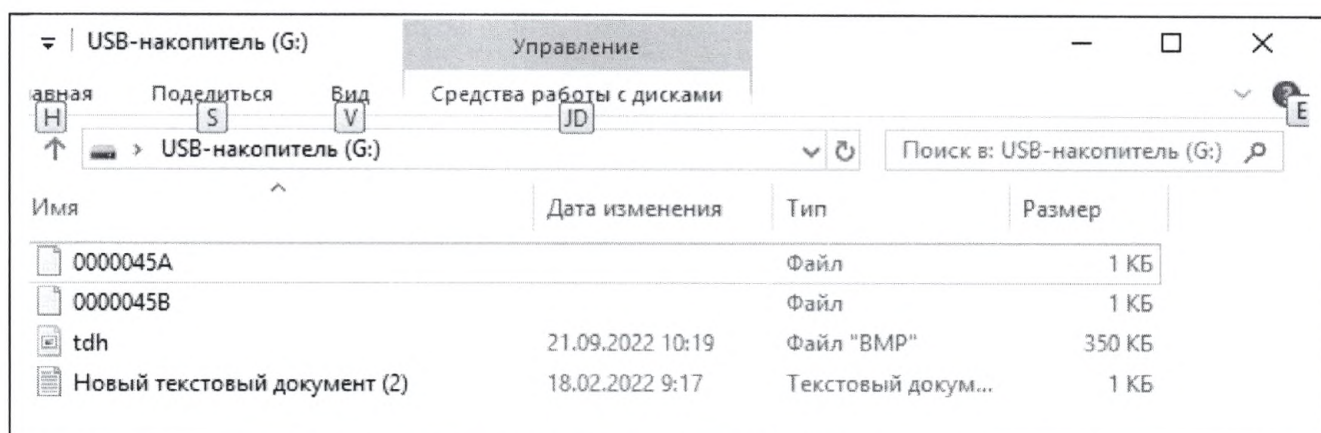 USB-накопитель (G:) Управление
авная Поделиться Вид Средства работы с дисками
H S V JD E
USB-накопитель (G:) Поиск в: USB-накопитель (G:)
Имя Дата изменения Тип Размер
0000045A Файл 1 КБ
0000045B Файл 1 КБ
tdh 21.09.2022 10:19 Файл "BMP" 350 КБ
Новый текстовый документ (2) 18.02.2022 9:17 Текстовый докум... 1 КБ